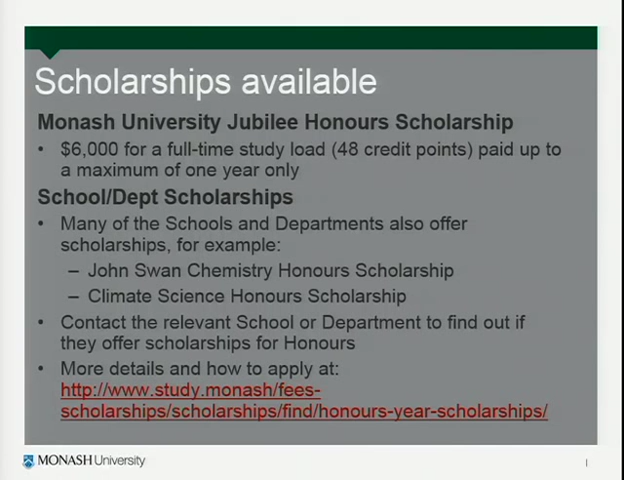 Scholarships available
Monash University Jubilee Honours Scholarship
• $6,000 for a full-time study load (48 credit points) paid up to
a maximum of one year only
School/Dept Scholarships
• Many of the Schools and Departments also offer
scholarships, for example:
– John Swan Chemistry Honours Scholarship
– Climate Science Honours Scholarship
• Contact the relevant School or Department to find out if
they offer scholarships for Honours
• More details and how to apply at:
http://www.study.monash/fees-
scholarships/scholarships/find/honours-year-scholarships/
MONASH University